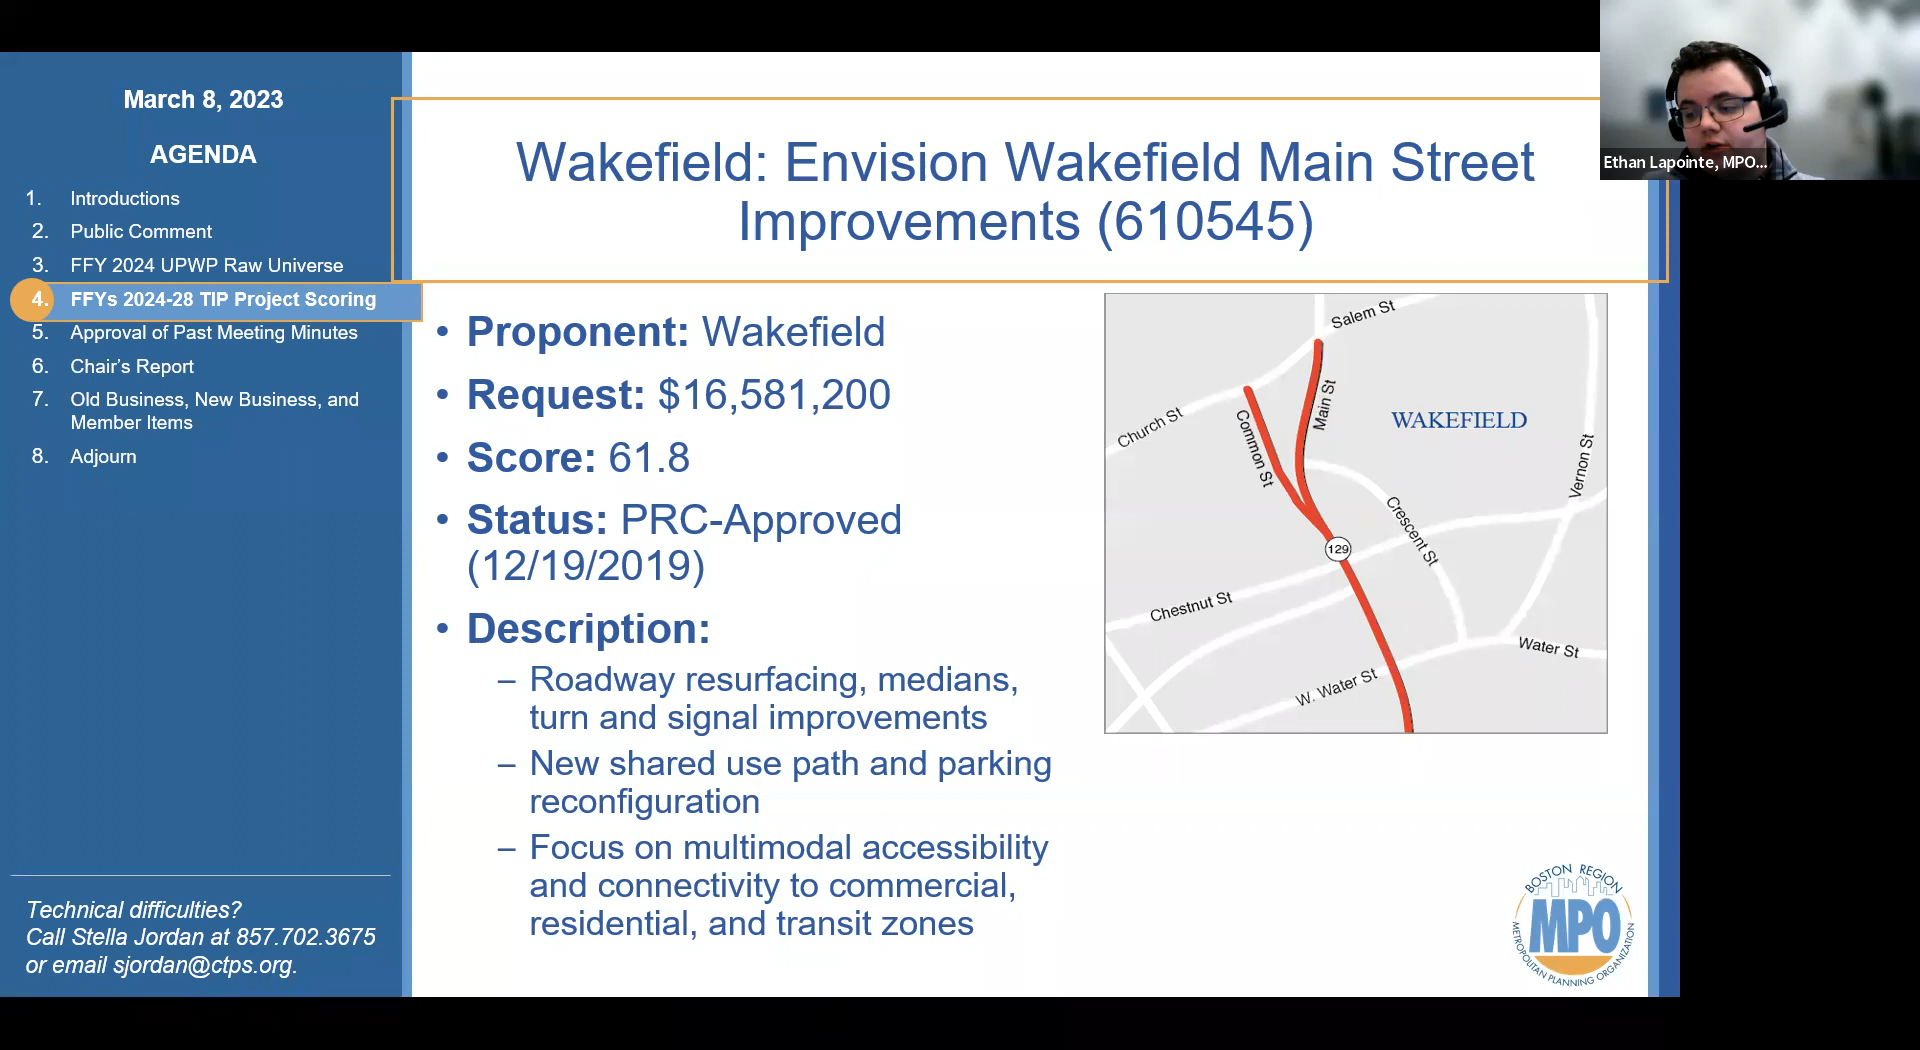 March 8, 2023
AGENDA
1. Introductions
2. Public Comment
3. FFY 2024 UPWP Raw Universe
4. FFYs 2024-28 TIP Project Scoring
5. Approval of Past Meeting Minutes
6. Chair’s Report
7. Old Business, New Business, and
Member Items
8. Adjourn
Technical difficulties?
Call Stella Jordan at 857.702.3675
or email sjordan@ctps.org.
Wakefield: Envision Wakefield Main Street
Improvements (610545)
• Proponent: Wakefield
• Request: $16,581,200
• Score: 61.8
• Status: PRC-Approved
(12/19/2019)
• Description:
– Roadway resurfacing, medians,
turn and signal improvements
– New shared use path and parking
reconfiguration
– Focus on multimodal accessibility
and connectivity to commercial,
residential, and transit zones
Salem St
Main St
Church St
Common St
WAKEFIELD
Vernon St
Crescent St
129
Chestnut St
Water St
W. Water St
BOSTON REGION
MPO
METROPOLITAN PLANNING ORGANIZATION
Ethan Lapointe, MPO...